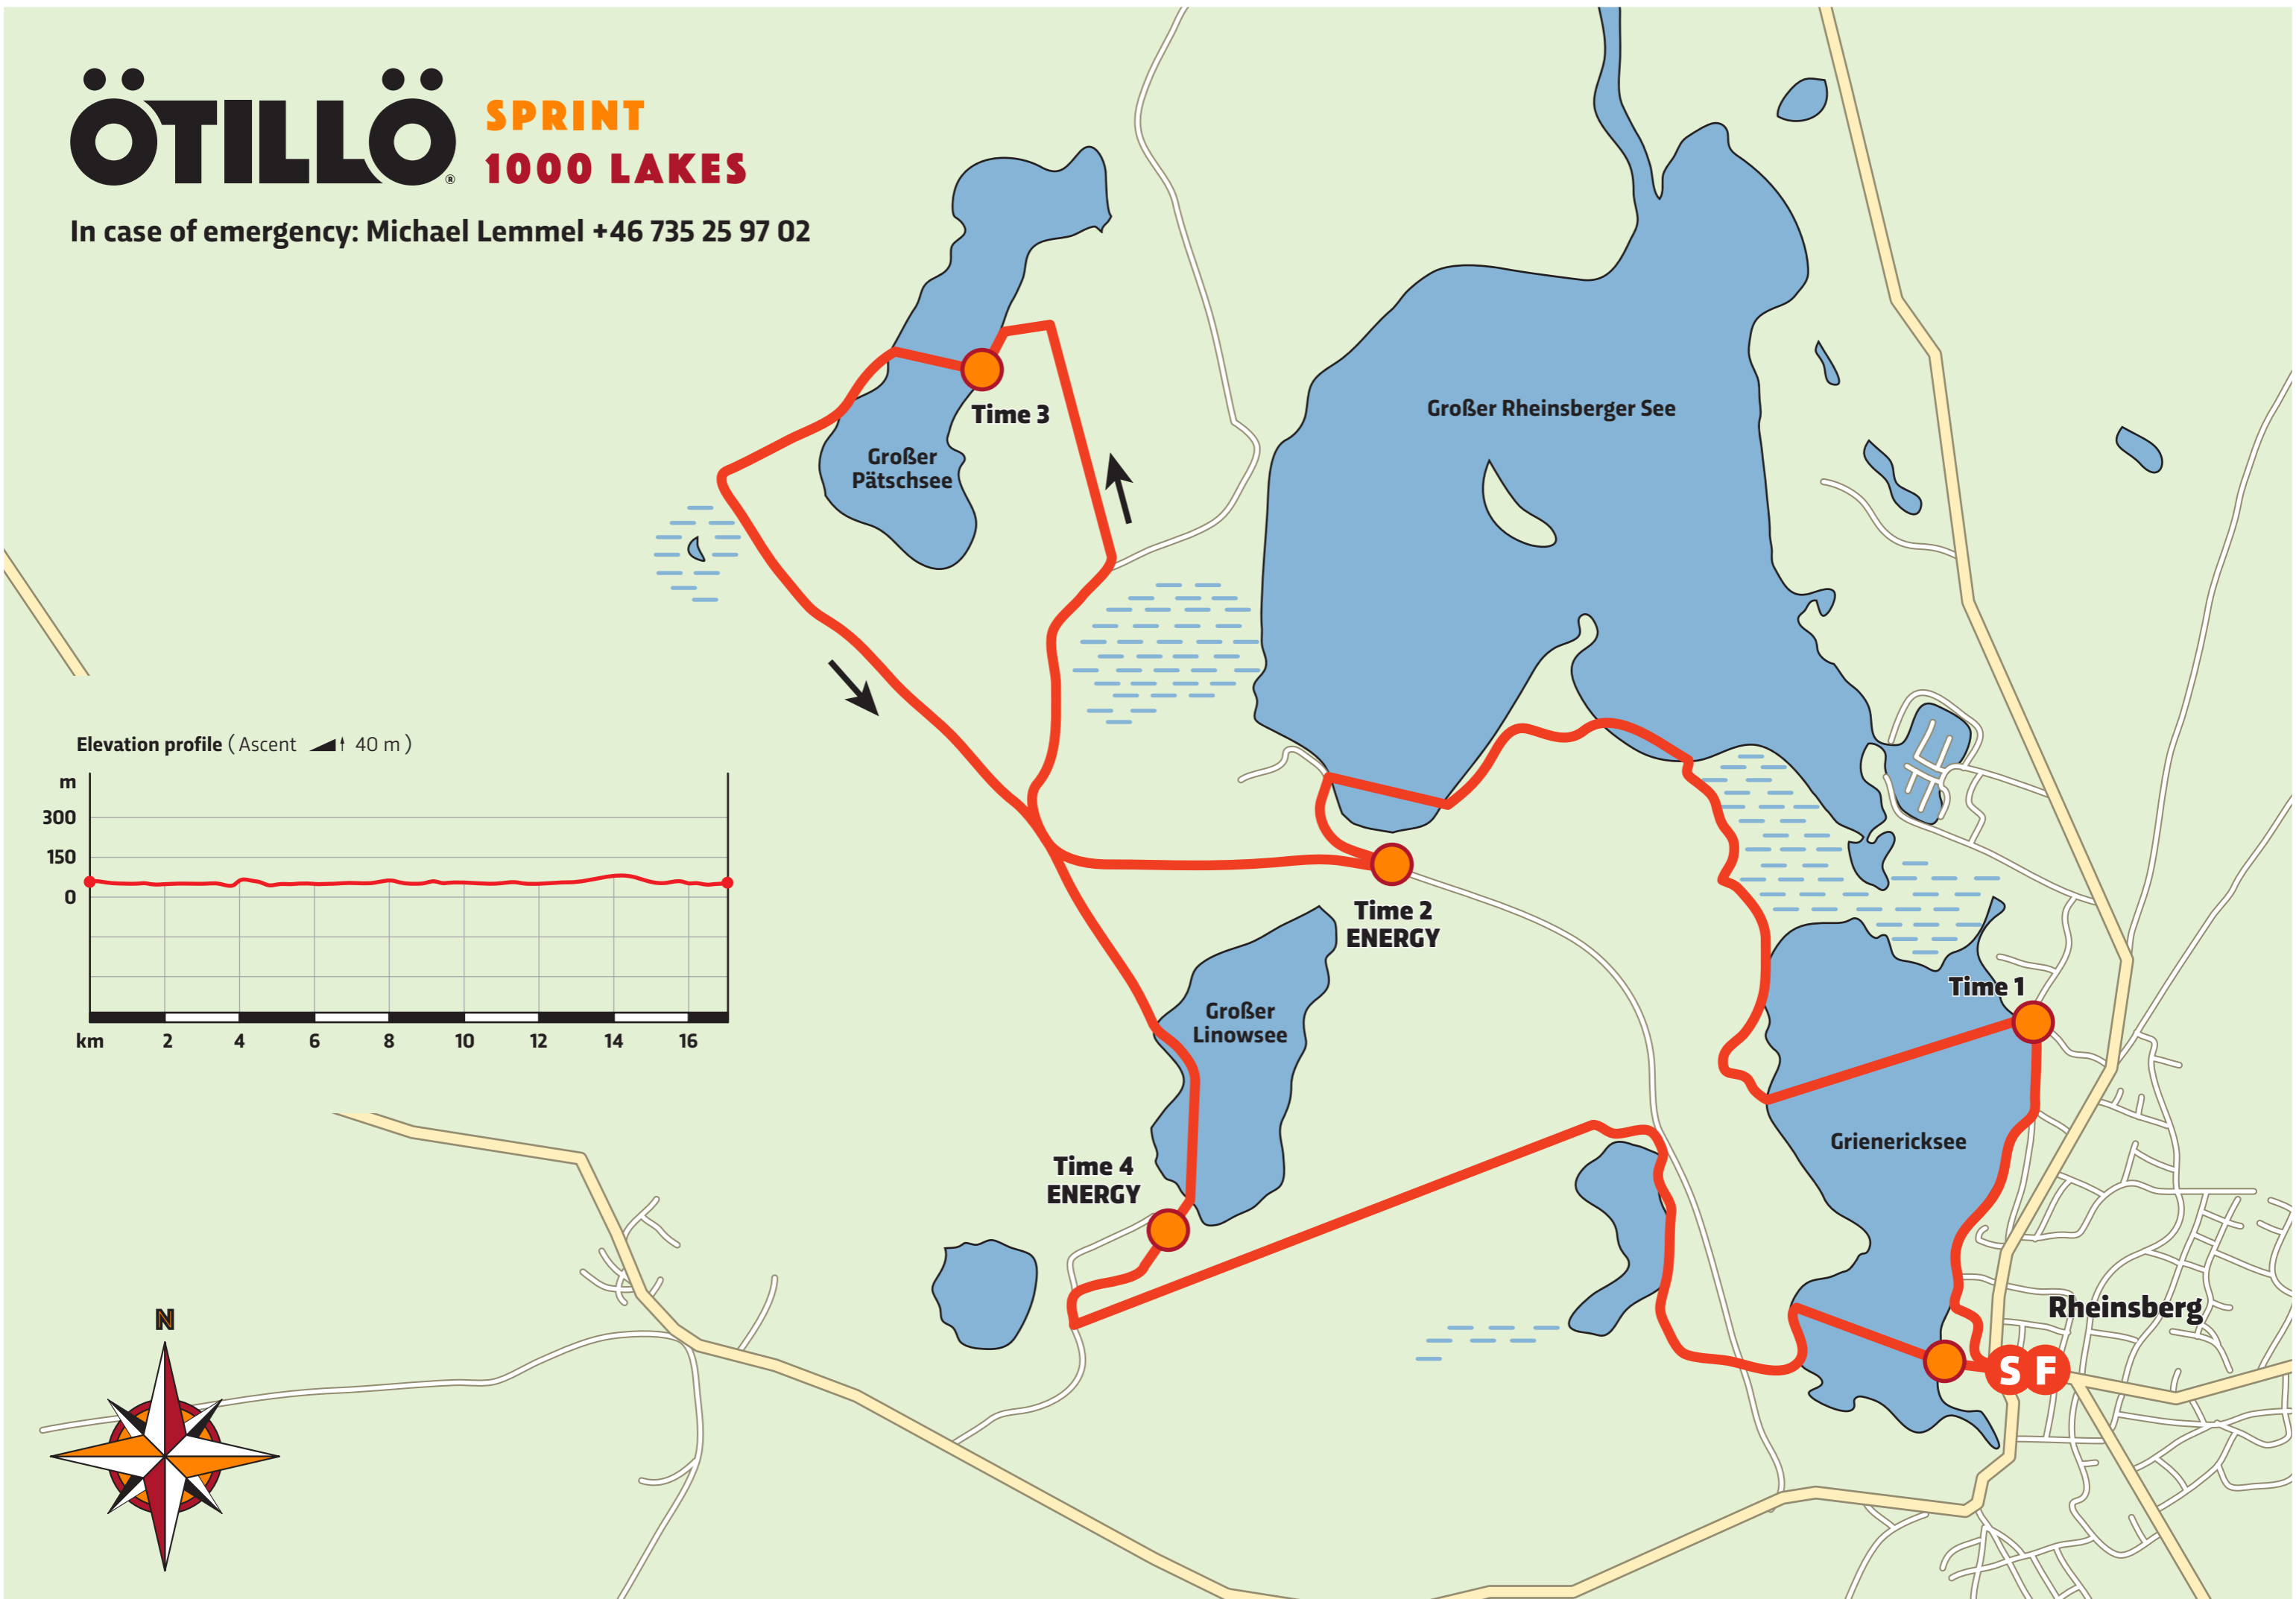 ÖTILLÖ®
SPRINT
1000 LAKES
In case of emergency: Michael Lemmel +46 735 25 97 02
Großer Rheinsberger See
Time 3
Großer
Pätschsee
Elevation profile ( Ascent 40 m )
m
300
150
0
km 2 4 6 8 10 12 14 16
Time 2
ENERGY
Time 1
Großer
Linowsee
Grienericksee
Time 4
ENERGY
Rheinsberg
S F
N